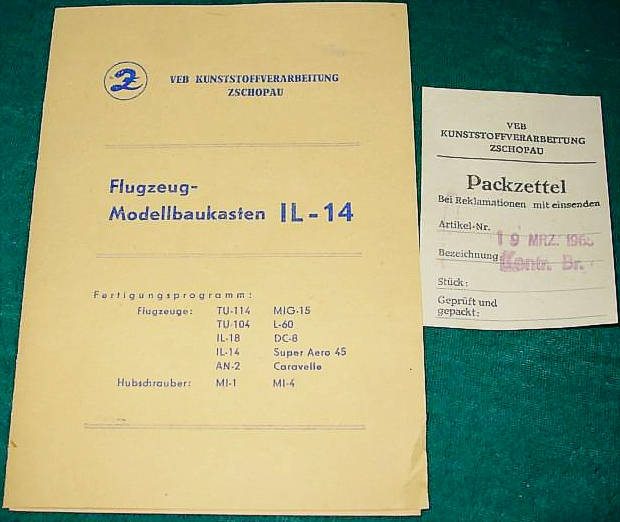 VEB KUNSTSTOFFVERARBEITUNG
ZSCHOPAU
Flugzeug-
Modellbaukasten IL-14
Fertigungsprogramm:
Flugzeuge: TU-114 MIG-15
TU-104 L-60
IL-18 DC-8
IL-14 Super Aero 45
AN-2 Caravelle
Hubschrauber: MI-1 MI-4
VEB
KUNSTSTOFFVERARBEITUNG
ZSCHOPAU
Packzettel
Bei Reklamationen mit einsenden
Artikel-Nr.
19 MRZ. 1965
Bezeichnung
Kontr. Br.
Stück:
Geprüft und
gepackt: